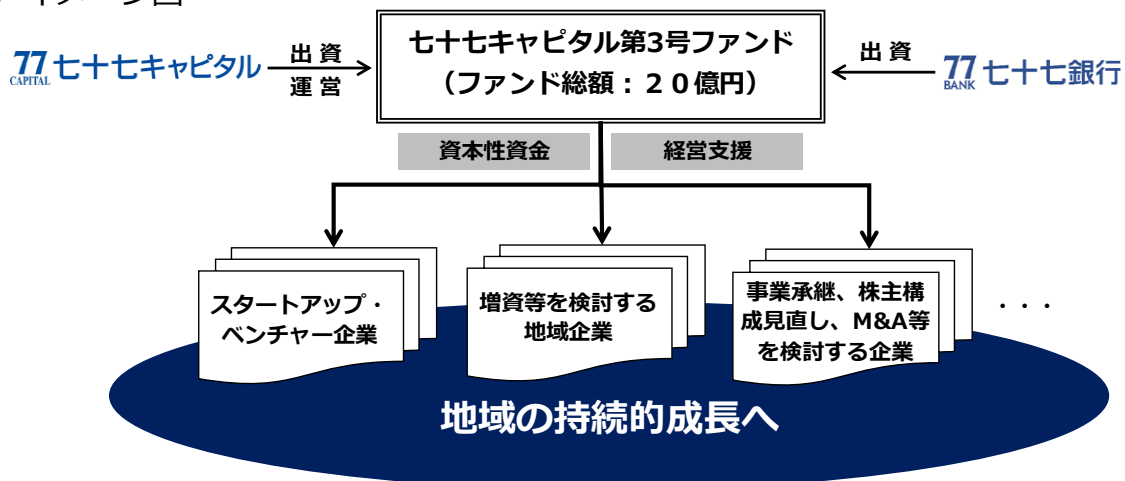 七十七キャピタル第3号ファンド
（ファンド総額：２０億円）
77 七十七キャピタル
CAPITAL
出 資
運 営
出 資
77 七十七銀行
BANK
資本性資金
経営支援
スタートアップ・
ベンチャー企業
増資等を検討する
地域企業
事業承継、株主構
成見直し、M&A等
を検討する企業
・・・
地域の持続的成長へ